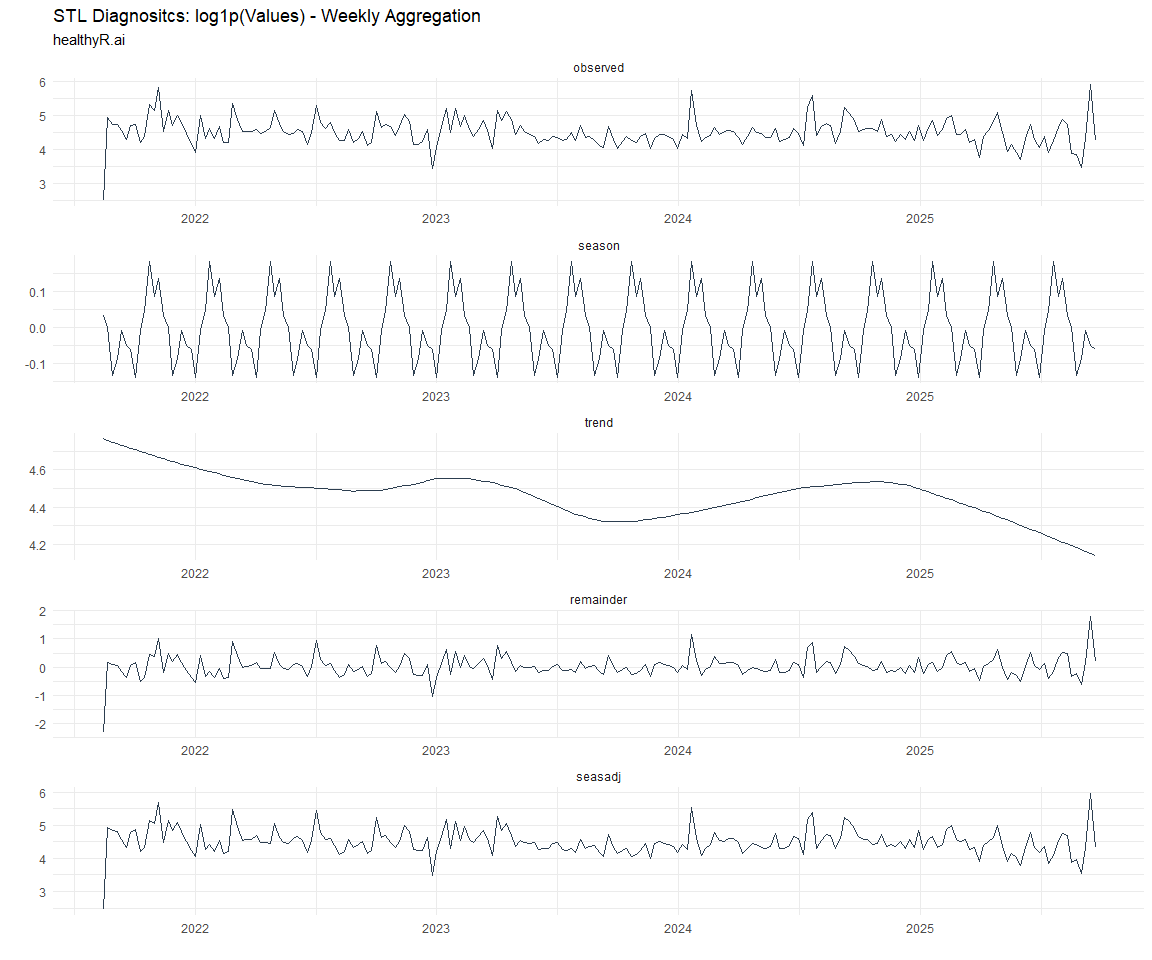 STL Diagnositcs: log1p(Values) - Weekly Aggregation
healthyR.ai
observed
6
5
4
3
2022 2023 2024 2025
season
0.1
0.0
-0.1
2022 2023 2024 2025
trend
4.6
4.4
4.2
2022 2023 2024 2025
remainder
2
1
0
-1
-2
2022 2023 2024 2025
seasadj
6
5
4
3
2022 2023 2024 2025